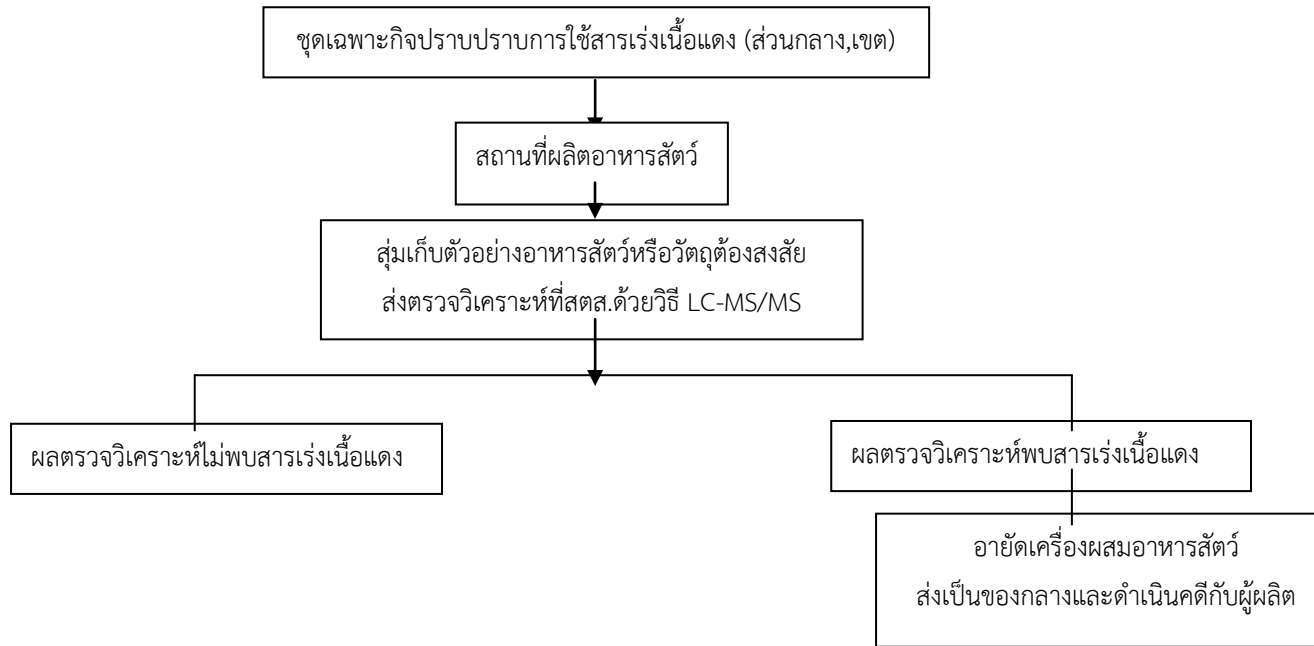 ชุดเฉพาะกิจปราบปราบการใช้สารเร่งเนื้อแดง (ส่วนกลาง,เขต)
สถานที่ผลิตอาหารสัตว์
สุ่มเก็บตัวอย่างอาหารสัตว์หรือวัตถุต้องสงสัย
ส่งตรวจวิเคราะห์ที่สตส.ด้วยวิธี LC-MS/MS
ผลตรวจวิเคราะห์ไม่พบสารเร่งเนื้อแดง
ผลตรวจวิเคราะห์พบสารเร่งเนื้อแดง
อายัดเครื่องผสมอาหารสัตว์
ส่งเป็นของกลางและดำเนินคดีกับผู้ผลิต